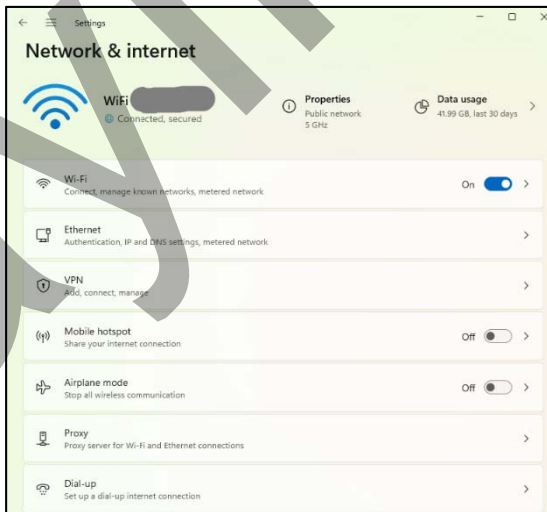 Settings
Network & internet
WiFi
Connected, secured
Properties
Public network
5 GHz
Data usage
41.99 GB, last 30 days
Wi-Fi
Connect, manage known networks, metered network
On
Ethernet
Authentication, IP and DNS settings, metered network
VPN
Add, connect, manage
Mobile hotspot
Share your internet connection
Off
Airplane mode
Stop all wireless communication
Off
Proxy
Proxy server for Wi-Fi and Ethernet connections
Dial-up
Set up a dial-up internet connection